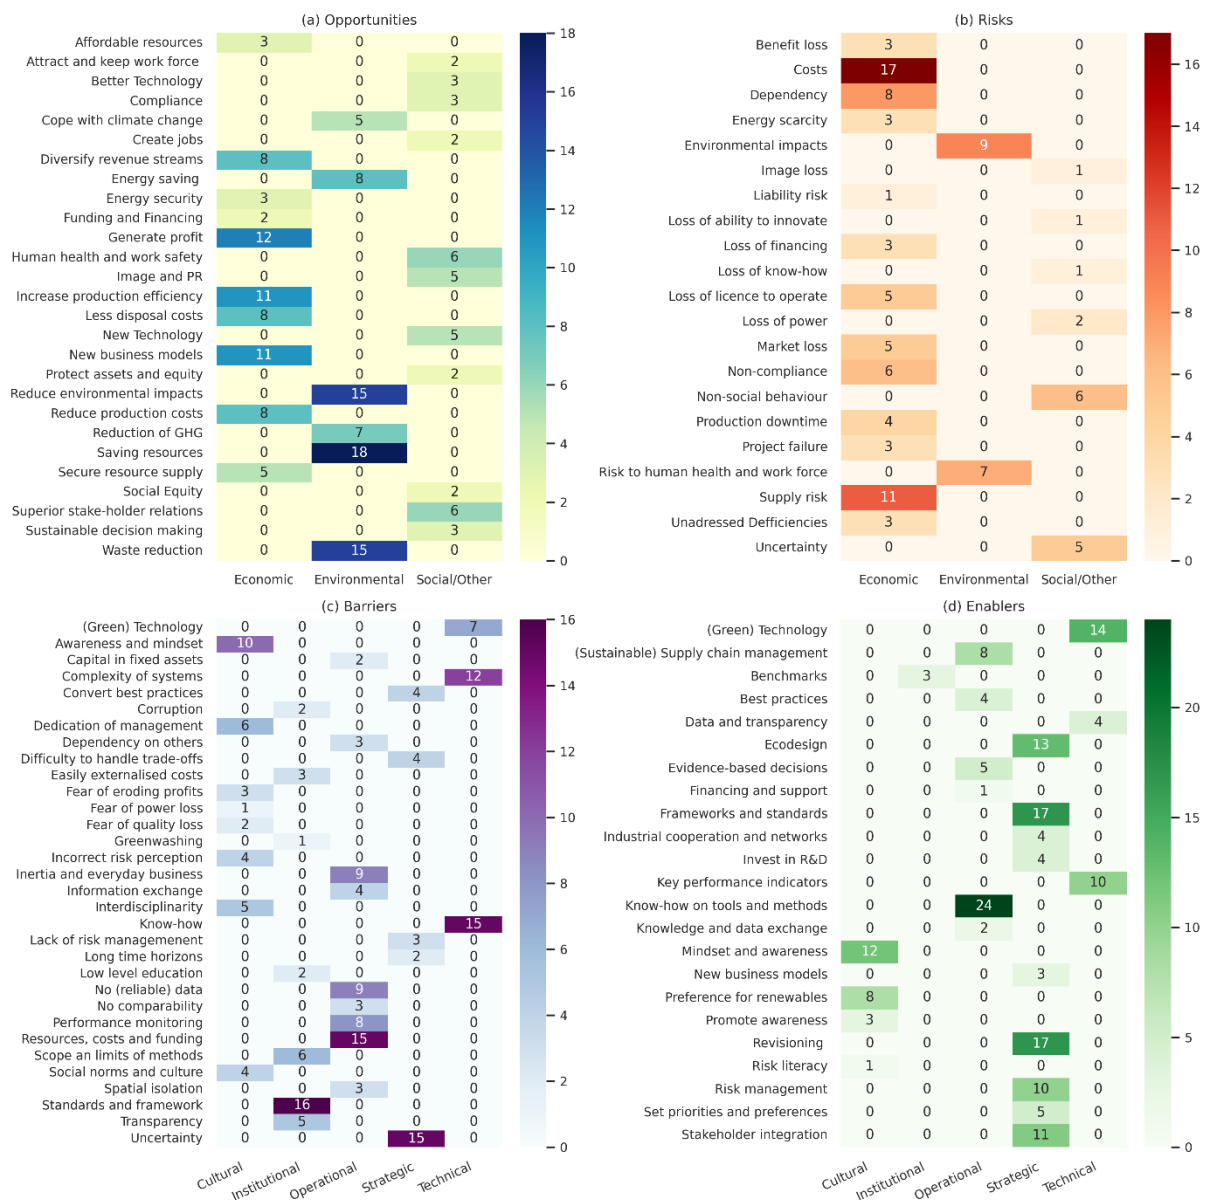 (a) Opportunities
Affordable resources 3 0 0
Attract and keep work force 0 0 2
Better Technology 0 0 3
Compliance 0 0 3
Cope with climate change 0 5 0
Create jobs 0 0 2
Diversify revenue streams 8 0 0
Energy saving 0 8 0
Energy security 3 0 0
Funding and Financing 2 0 0
Generate profit 12 0 0
Human health and work safety 0 0 6
Image and PR 0 0 5
Increase production efficiency 11 0 0
Less disposal costs 8 0 0
New Technology 0 0 5
New business models 11 0 0
Protect assets and equity 0 0 2
Reduce environmental impacts 0 15 0
Reduce production costs 8 0 0
Reduction of GHG 0 7 0
Saving resources 0 18 0
Secure resource supply 5 0 0
Social Equity 0 0 2
Superior stake-holder relations 0 0 6
Sustainable decision making 0 0 3
Waste reduction 0 15 0
Economic Environmental Social/Other
18
16
14
12
10
8
6
4
2
0
(b) Risks
Benefit loss 3 0 0
Costs 17 0 0
Dependency 8 0 0
Energy scarcity 3 0 0
Environmental impacts 0 9 0
Image loss 0 0 1
Liability risk 1 0 0
Loss of ability to innovate 0 0 1
Loss of financing 3 0 0
Loss of know-how 0 0 1
Loss of licence to operate 5 0 0
Loss of power 0 0 2
Market loss 5 0 0
Non-compliance 6 0 0
Non-social behaviour 0 0 6
Production downtime 4 0 0
Project failure 3 0 0
Risk to human health and work force 0 7 0
Supply risk 11 0 0
Unadressed Defficiencies 3 0 0
Uncertainty 0 0 5
Economic Environmental Social/Other
16
14
12
10
8
6
4
2
0
(c) Barriers
(Green) Technology 0 0 0 0 7
Awareness and mindset 10 0 0 0 0
Capital in fixed assets 0 0 2 0 0
Complexity of systems 0 0 0 0 12
Convert best practices 0 0 0 4 0
Corruption 0 2 0 0 0
Dedication of management 6 0 0 0 0
Dependency on others 0 0 3 0 0
Difficulty to handle trade-offs 0 0 0 4 0
Easily externalised costs 0 3 0 0 0
Fear of eroding profits 3 0 0 0 0
Fear of power loss 1 0 0 0 0
Fear of quality loss 2 0 0 0 0
Greenwashing 0 1 0 0 0
Incorrect risk perception 4 0 0 0 0
Inertia and everyday business 0 0 9 0 0
Information exchange 0 0 4 0 0
Interdisciplinarity 5 0 0 0 0
Know-how 0 0 0 0 15
Lack of risk managemenent 0 0 0 3 0
Long time horizons 0 0 0 2 0
Low level education 0 2 0 0 0
No (reliable) data 0 0 9 0 0
No comparability 0 0 3 0 0
Performance monitoring 0 0 8 0 0
Resources, costs and funding 0 0 15 0 0
Scope an limits of methods 0 6 0 0 0
Social norms and culture 4 0 0 0 0
Spatial isolation 0 0 3 0 0
Standards and framework 0 16 0 0 0
Transparency 0 5 0 0 0
Uncertainty 0 0 0 15 0
Cultural Institutional Operational Strategic Technical
16
14
12
10
8
6
4
2
0
(d) Enablers
(Green) Technology 0 0 0 0 14
(Sustainable) Supply chain management 0 0 8 0 0
Benchmarks 0 3 0 0 0
Best practices 0 0 4 0 0
Data and transparency 0 0 0 0 4
Ecodesign 0 0 0 13 0
Evidence-based decisions 0 0 5 0 0
Financing and support 0 0 1 0 0
Frameworks and standards 0 0 0 17 0
Industrial cooperation and networks 0 0 0 4 0
Invest in R&D 0 0 0 4 0
Key performance indicators 0 0 0 0 10
Know-how on tools and methods 0 0 24 0 0
Knowledge and data exchange 0 0 2 0 0
Mindset and awareness 12 0 0 0 0
New business models 0 0 0 3 0
Preference for renewables 8 0 0 0 0
Promote awareness 3 0 0 0 0
Revisioning 0 0 0 17 0
Risk literacy 1 0 0 0 0
Risk management 0 0 0 10 0
Set priorities and preferences 0 0 0 5 0
Stakeholder integration 0 0 0 11 0
Cultural Institutional Operational Strategic Technical
20
15
10
5
0